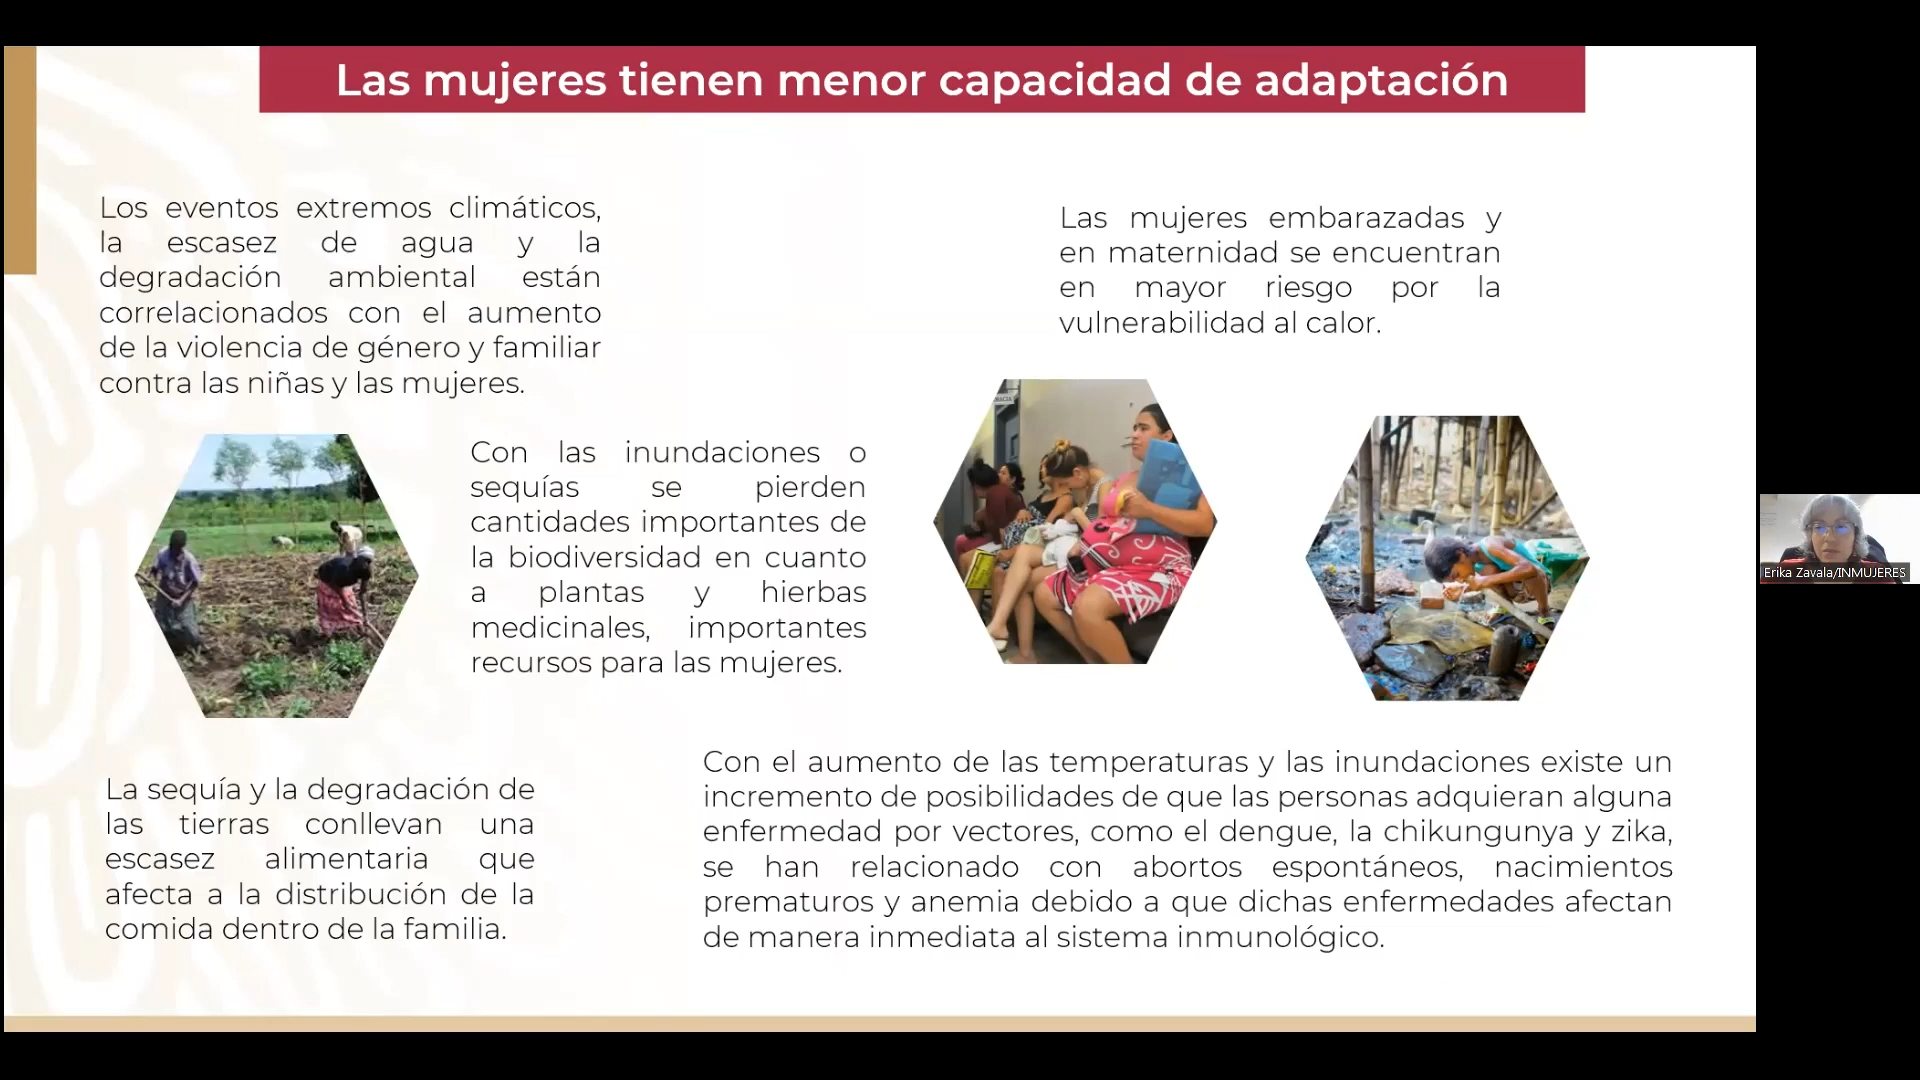 Las mujeres tienen menor capacidad de adaptación
Los eventos extremos climáticos,
la escasez de agua y la
degradación ambiental están
correlacionados con el aumento
de la violencia de género y familiar
contra las niñas y las mujeres.
Con las inundaciones o
sequías se pierden
cantidades importantes de
la biodiversidad en cuanto
a plantas y hierbas
medicinales, importantes
recursos para las mujeres.
La sequía y la degradación de
las tierras conllevan una
escasez alimentaria que
afecta a la distribución de la
comida dentro de la familia.
Las mujeres embarazadas y
en maternidad se encuentran
en mayor riesgo por la
vulnerabilidad al calor.
Con el aumento de las temperaturas y las inundaciones existe un
incremento de posibilidades de que las personas adquieran alguna
enfermedad por vectores, como el dengue, la chikungunya y zika,
se han relacionado con abortos espontáneos, nacimientos
prematuros y anemia debido a que dichas enfermedades afectan
de manera inmediata al sistema inmunológico.
Erika Zavala/INMUJERES